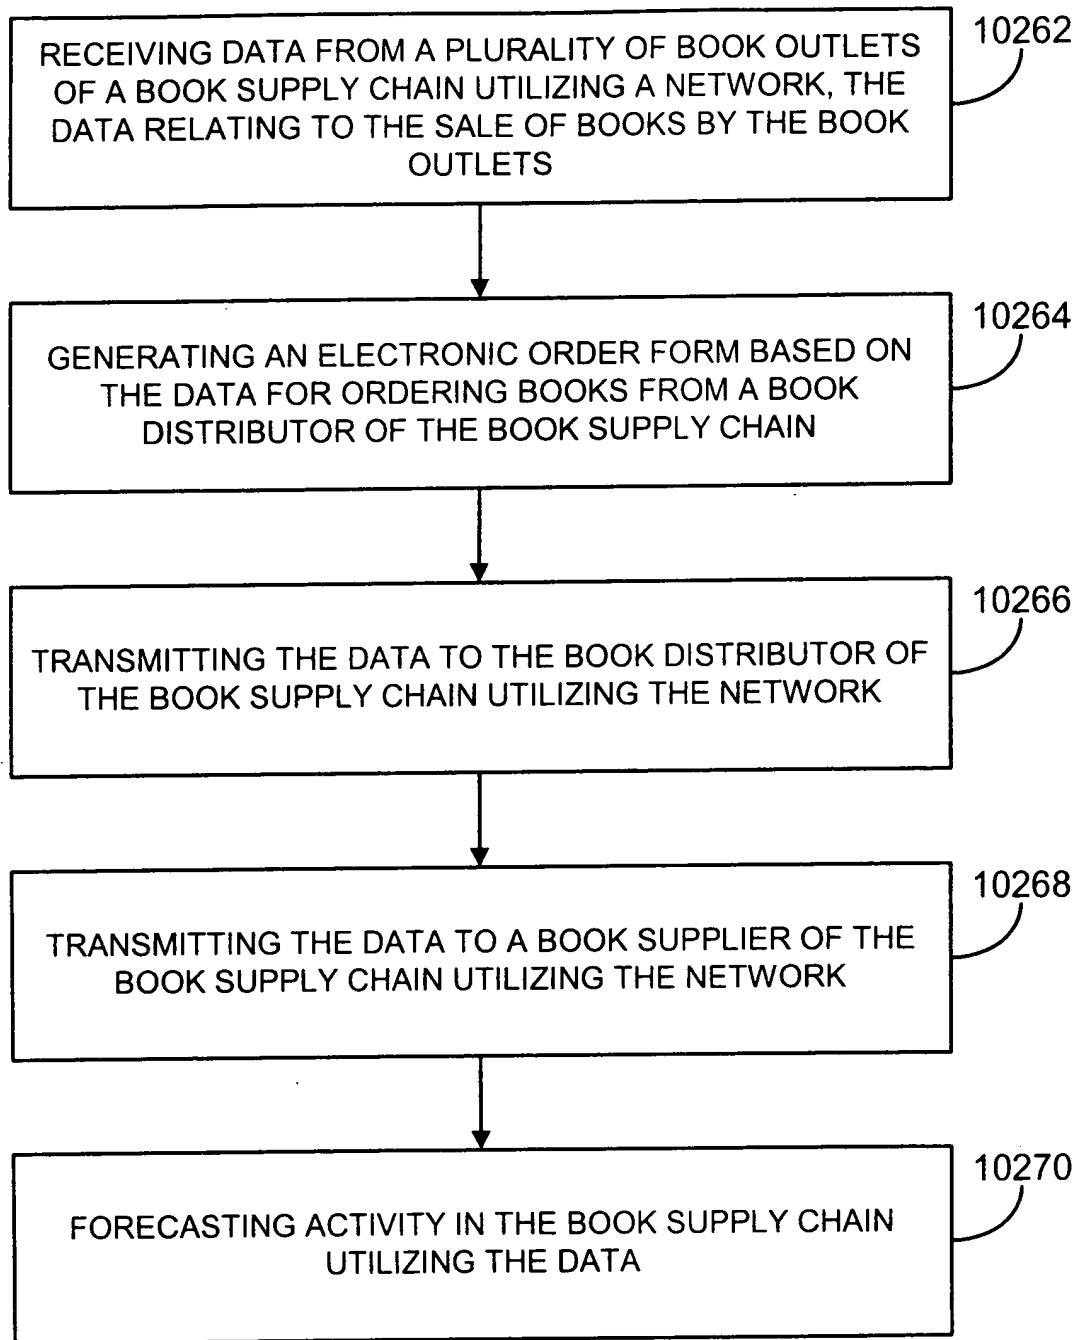 10262
RECEIVING DATA FROM A PLURALITY OF BOOK OUTLETS
OF A BOOK SUPPLY CHAIN UTILIZING A NETWORK, THE
DATA RELATING TO THE SALE OF BOOKS BY THE BOOK
OUTLETS
10264
GENERATING AN ELECTRONIC ORDER FORM BASED ON
THE DATA FOR ORDERING BOOKS FROM A BOOK
DISTRIBUTOR OF THE BOOK SUPPLY CHAIN
10266
TRANSMITTING THE DATA TO THE BOOK DISTRIBUTOR OF
THE BOOK SUPPLY CHAIN UTILIZING THE NETWORK
10268
TRANSMITTING THE DATA TO A BOOK SUPPLIER OF THE
BOOK SUPPLY CHAIN UTILIZING THE NETWORK
10270
FORECASTING ACTIVITY IN THE BOOK SUPPLY CHAIN
UTILIZING THE DATA